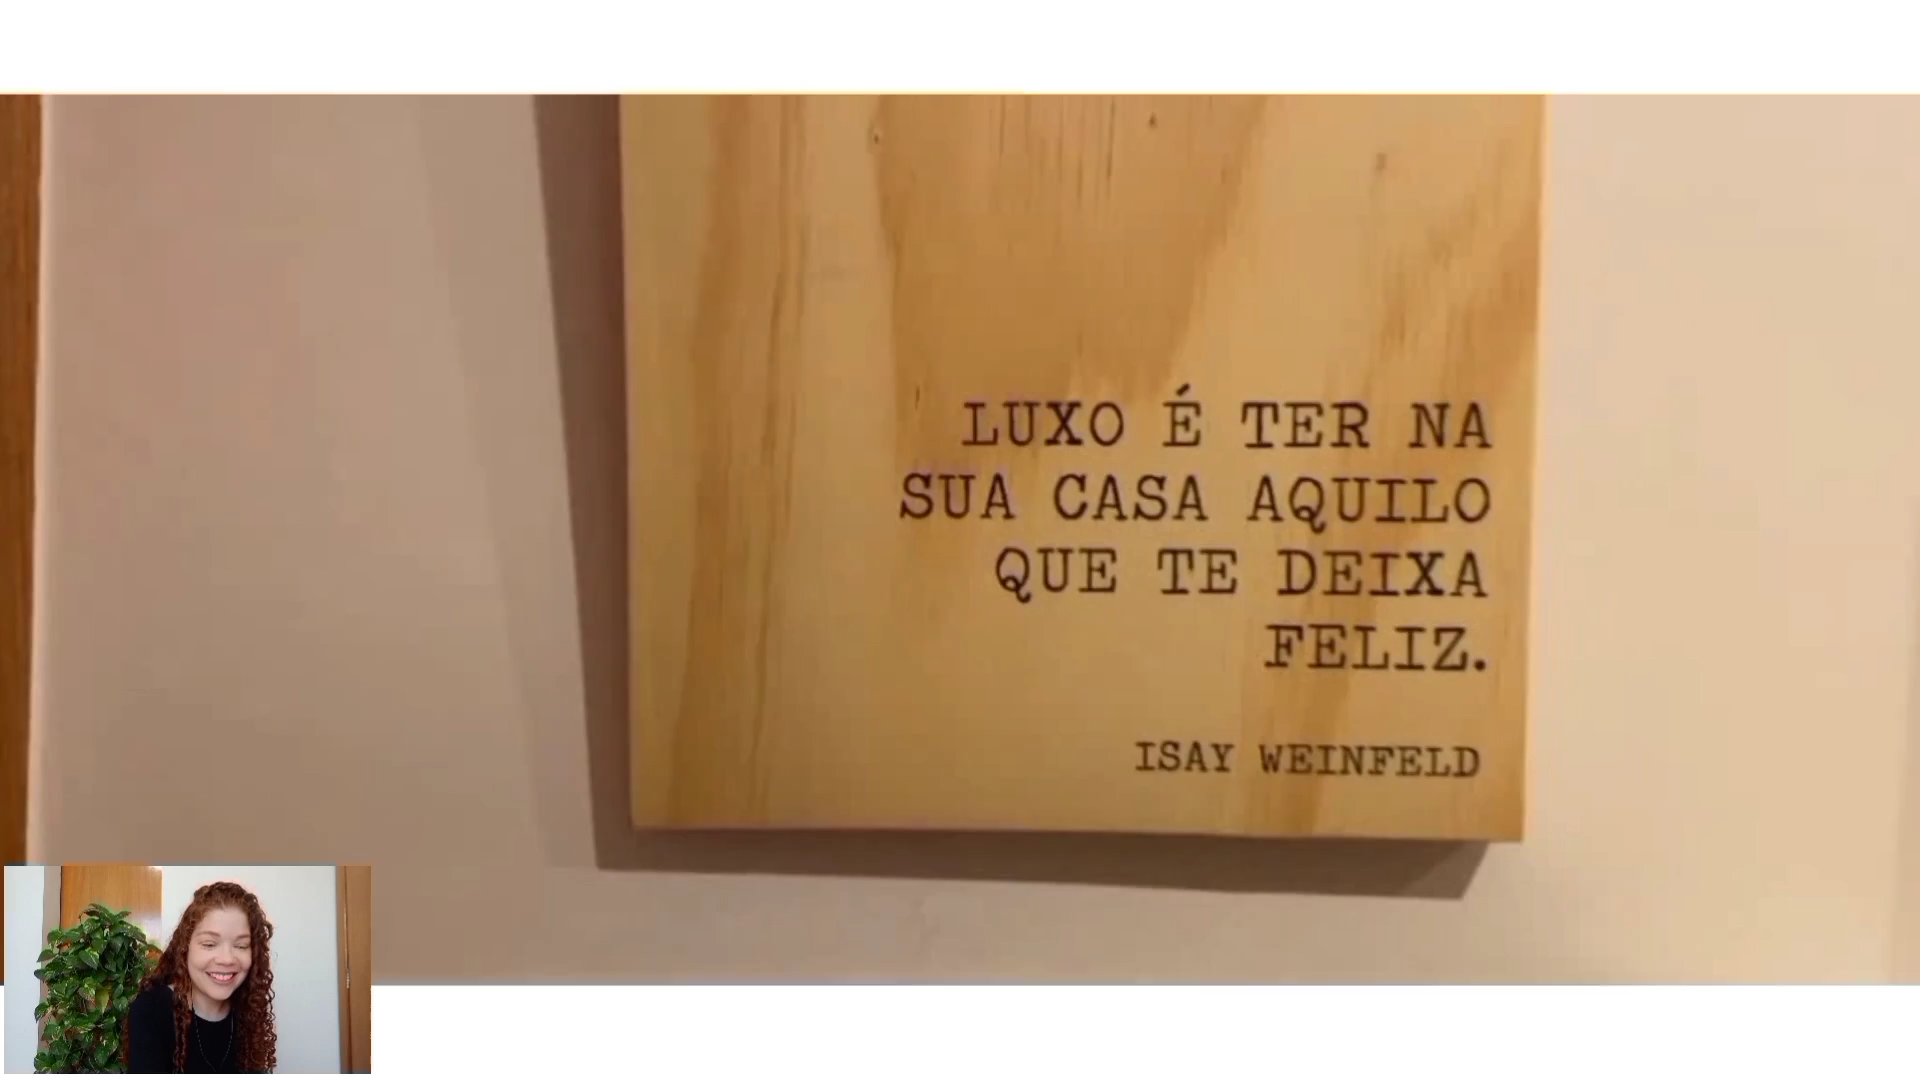 LUXO É TER NA
SUA CASA AQUILO
QUE TE DEIXA
FELIZ.
ISAY WEINFELD